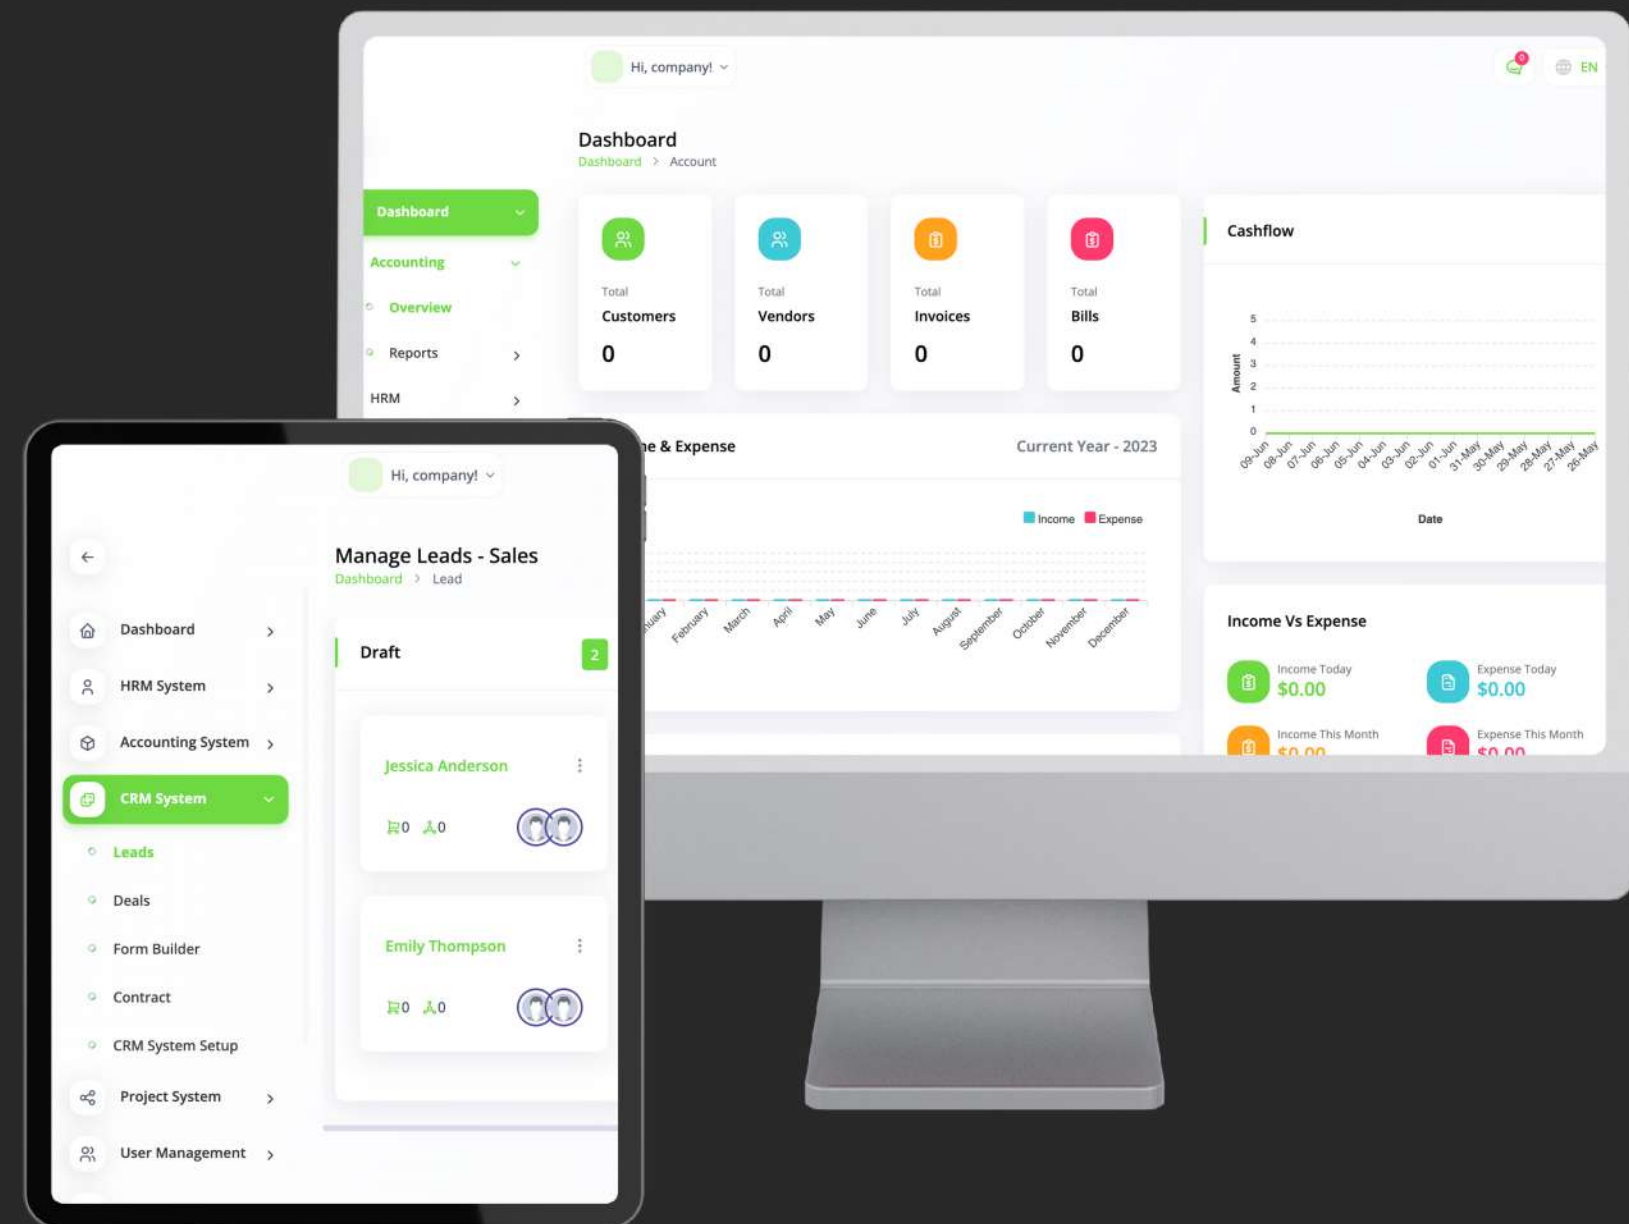 Hi, company!
0
EN
Dashboard
Dashboard > Account
Dashboard
Accounting
Overview
Reports
HRM
Total
Customers
0
Total
Vendors
0
Total
Invoices
0
Total
Bills
0
Cashflow
5
4
3
2
1
0
Amount
09-Jun 08-Jun 07-Jun 06-Jun 05-Jun 04-Jun 03-Jun 02-Jun 01-Jun 31-May 30-May 29-May 28-May 27-May 26-May
Date
& Expense
Current Year - 2023
Income Expense
February March April May June July August September October November December
Income Vs Expense
Income Today
$0.00
Expense Today
$0.00
Income This Month
$0.00
Expense This Month
$0.00
Hi, company!
Manage Leads - Sales
Dashboard > Lead
Dashboard
HRM System
Accounting System
CRM System
Leads
Deals
Form Builder
Contract
CRM System Setup
Project System
User Management
Draft
2
Jessica Anderson
0 0
Emily Thompson
0 0